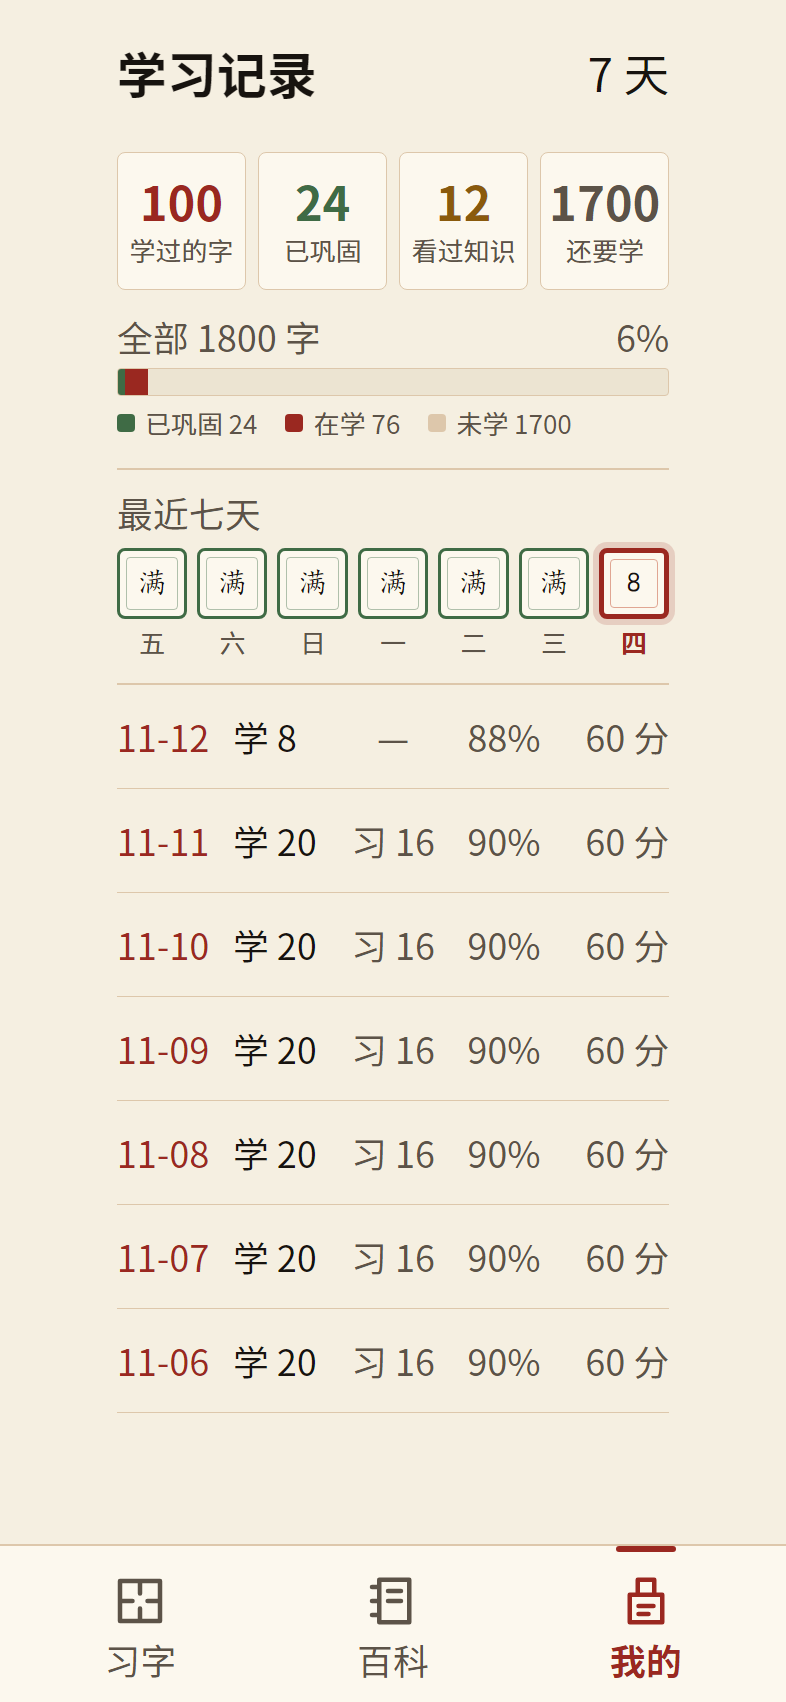 学习记录 7 天
100 24 12 1700
学过的字 已巩固 看过知识 还要学
全部 1800 字 6%
已巩固 24 在学 76 未学 1700
最近七天
满 满 满 满 满 满 8
五 六 日 一 二 三 四
11-12 学 8 — 88% 60 分
11-11 学 20 习 16 90% 60 分
11-10 学 20 习 16 90% 60 分
11-09 学 20 习 16 90% 60 分
11-08 学 20 习 16 90% 60 分
11-07 学 20 习 16 90% 60 分
11-06 学 20 习 16 90% 60 分
习字 百科 我的